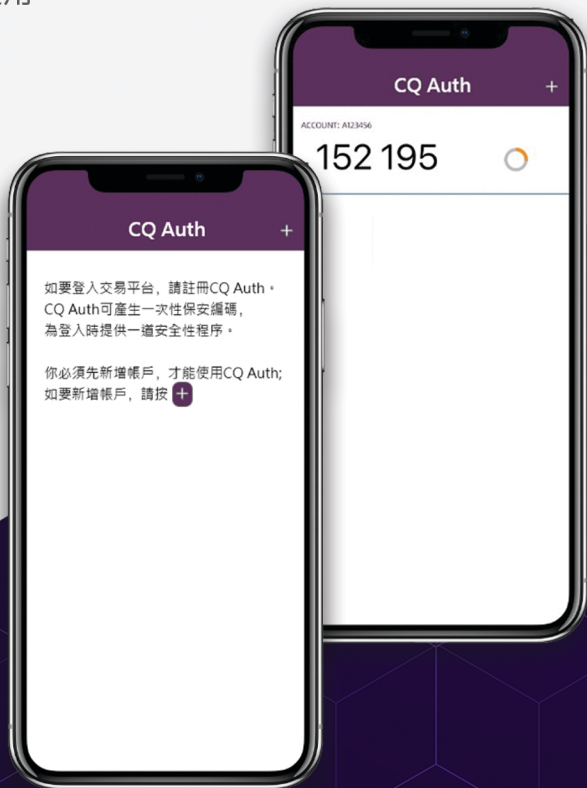 CQ Auth
+
ACCOUNT: A123456
152 195
CQ Auth
+
如要登入交易平台，請註冊CQ Auth。
CQ Auth可產生一次性保安編碼，
為登入時提供一道安全性程序。
你必須先新增帳戶，才能使用CQ Auth;
如要新增帳戶，請按 +